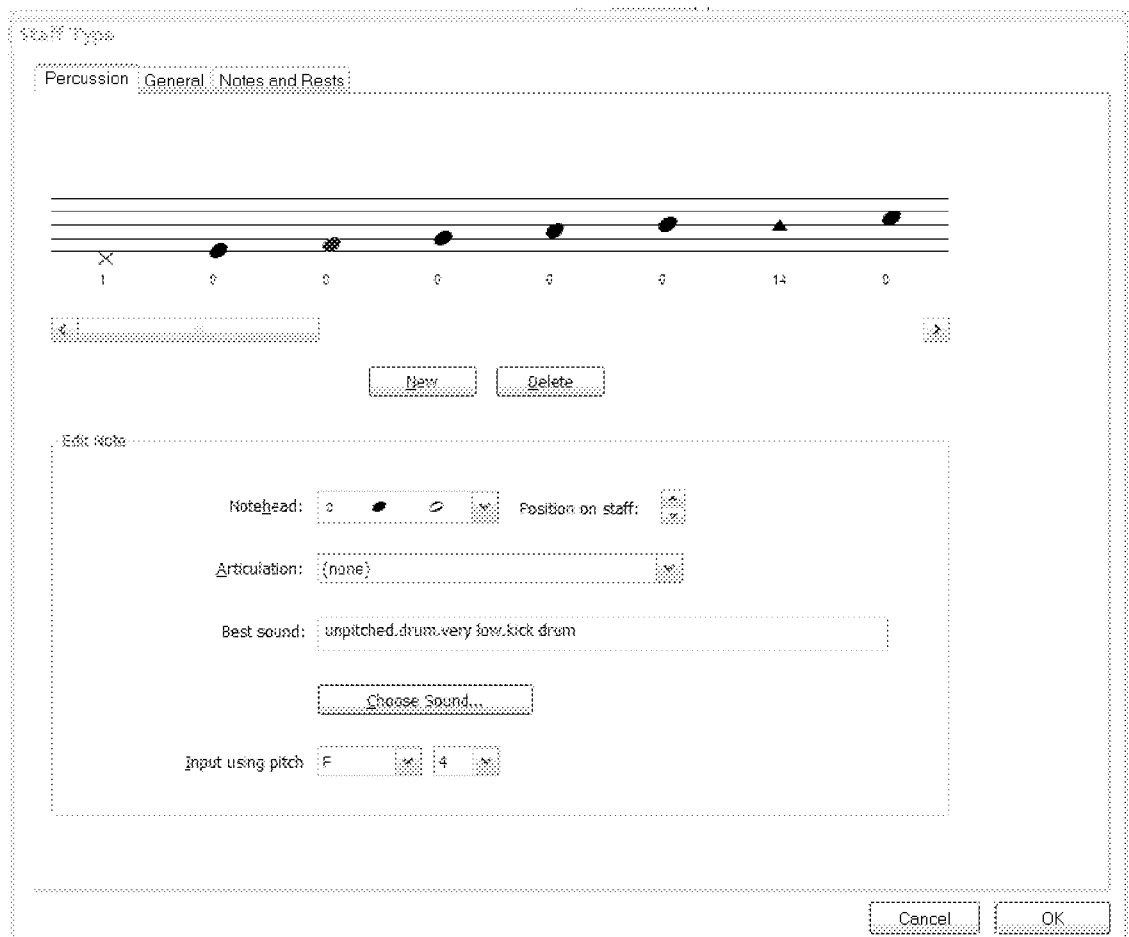 Staff Type
Percussion General Notes and Rests
1 0 0 0 0 0 14 0
New Delete
Edit Note
Notehead: 0 Position on staff:
Articulation: (none)
Best sound: unpitched.drum.very low.kick drum
Choose Sound...
Input using pitch F 4
Cancel OK